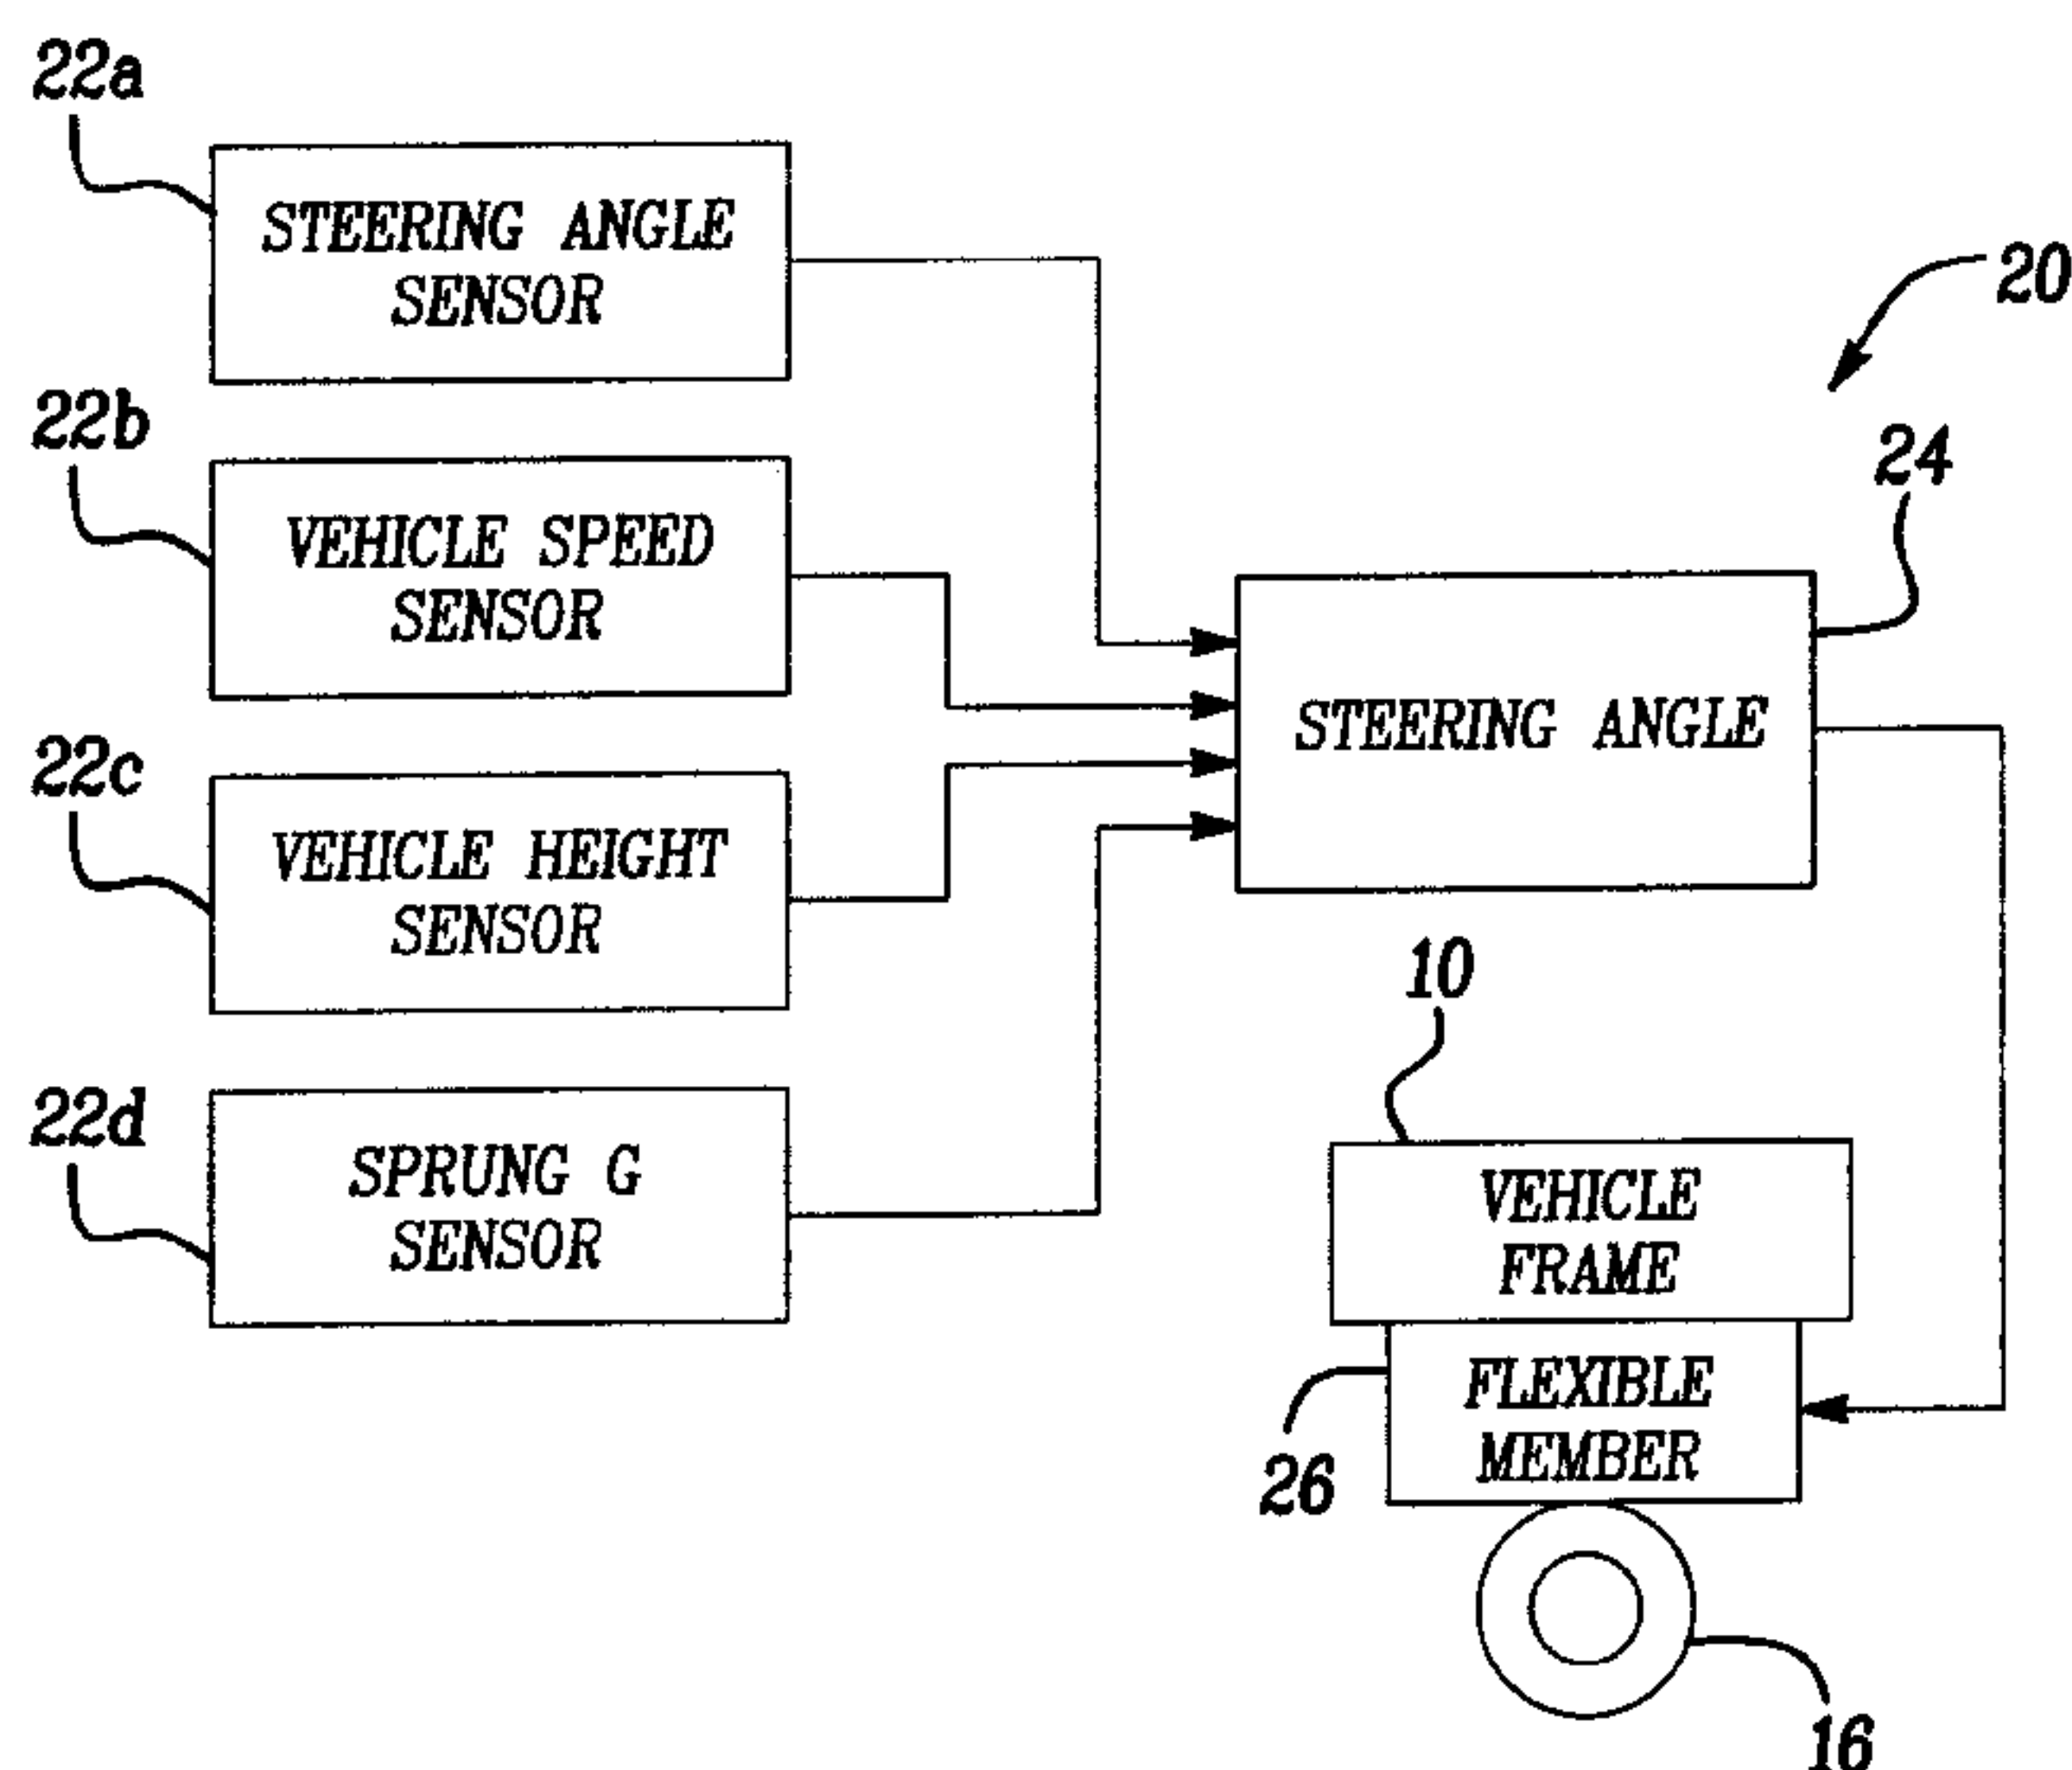 22a
STEERING ANGLE
SENSOR
20
22b
VEHICLE SPEED
SENSOR
24
STEERING ANGLE
22c
VEHICLE HEIGHT
SENSOR
10
22d
SPRUNG G
SENSOR
VEHICLE
FRAME
FLEXIBLE
MEMBER
26
16